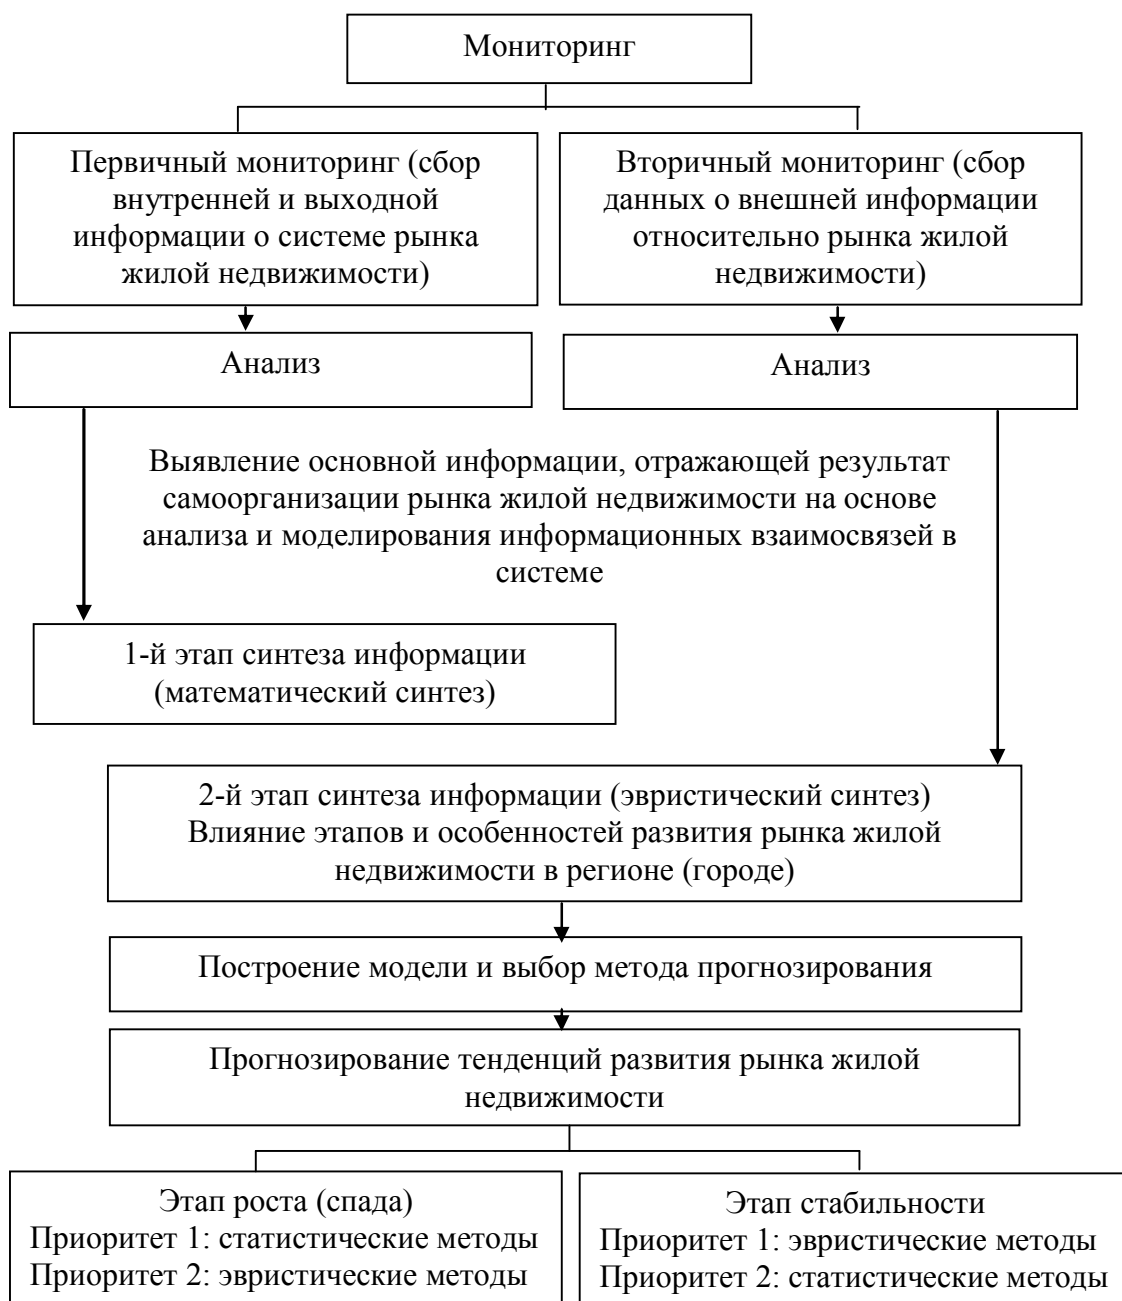 Мониторинг
Первичный мониторинг (сбор
внутренней и выходной
информации о системе рынка
жилой недвижимости)
Вторичный мониторинг (сбор
данных о внешней информации
относительно рынка жилой
недвижимости)
Анализ
Анализ
Выявление основной информации, отражающей результат
самоорганизации рынка жилой недвижимости на основе
анализа и моделирования информационных взаимосвязей в
системе
1-й этап синтеза информации
(математический синтез)
2-й этап синтеза информации (эвристический синтез)
Влияние этапов и особенностей развития рынка жилой
недвижимости в регионе (городе)
Построение модели и выбор метода прогнозирования
Прогнозирование тенденций развития рынка жилой
недвижимости
Этап роста (спада)
Приоритет 1: статистические методы
Приоритет 2: эвристические методы
Этап стабильности
Приоритет 1: эвристические методы
Приоритет 2: статистические методы